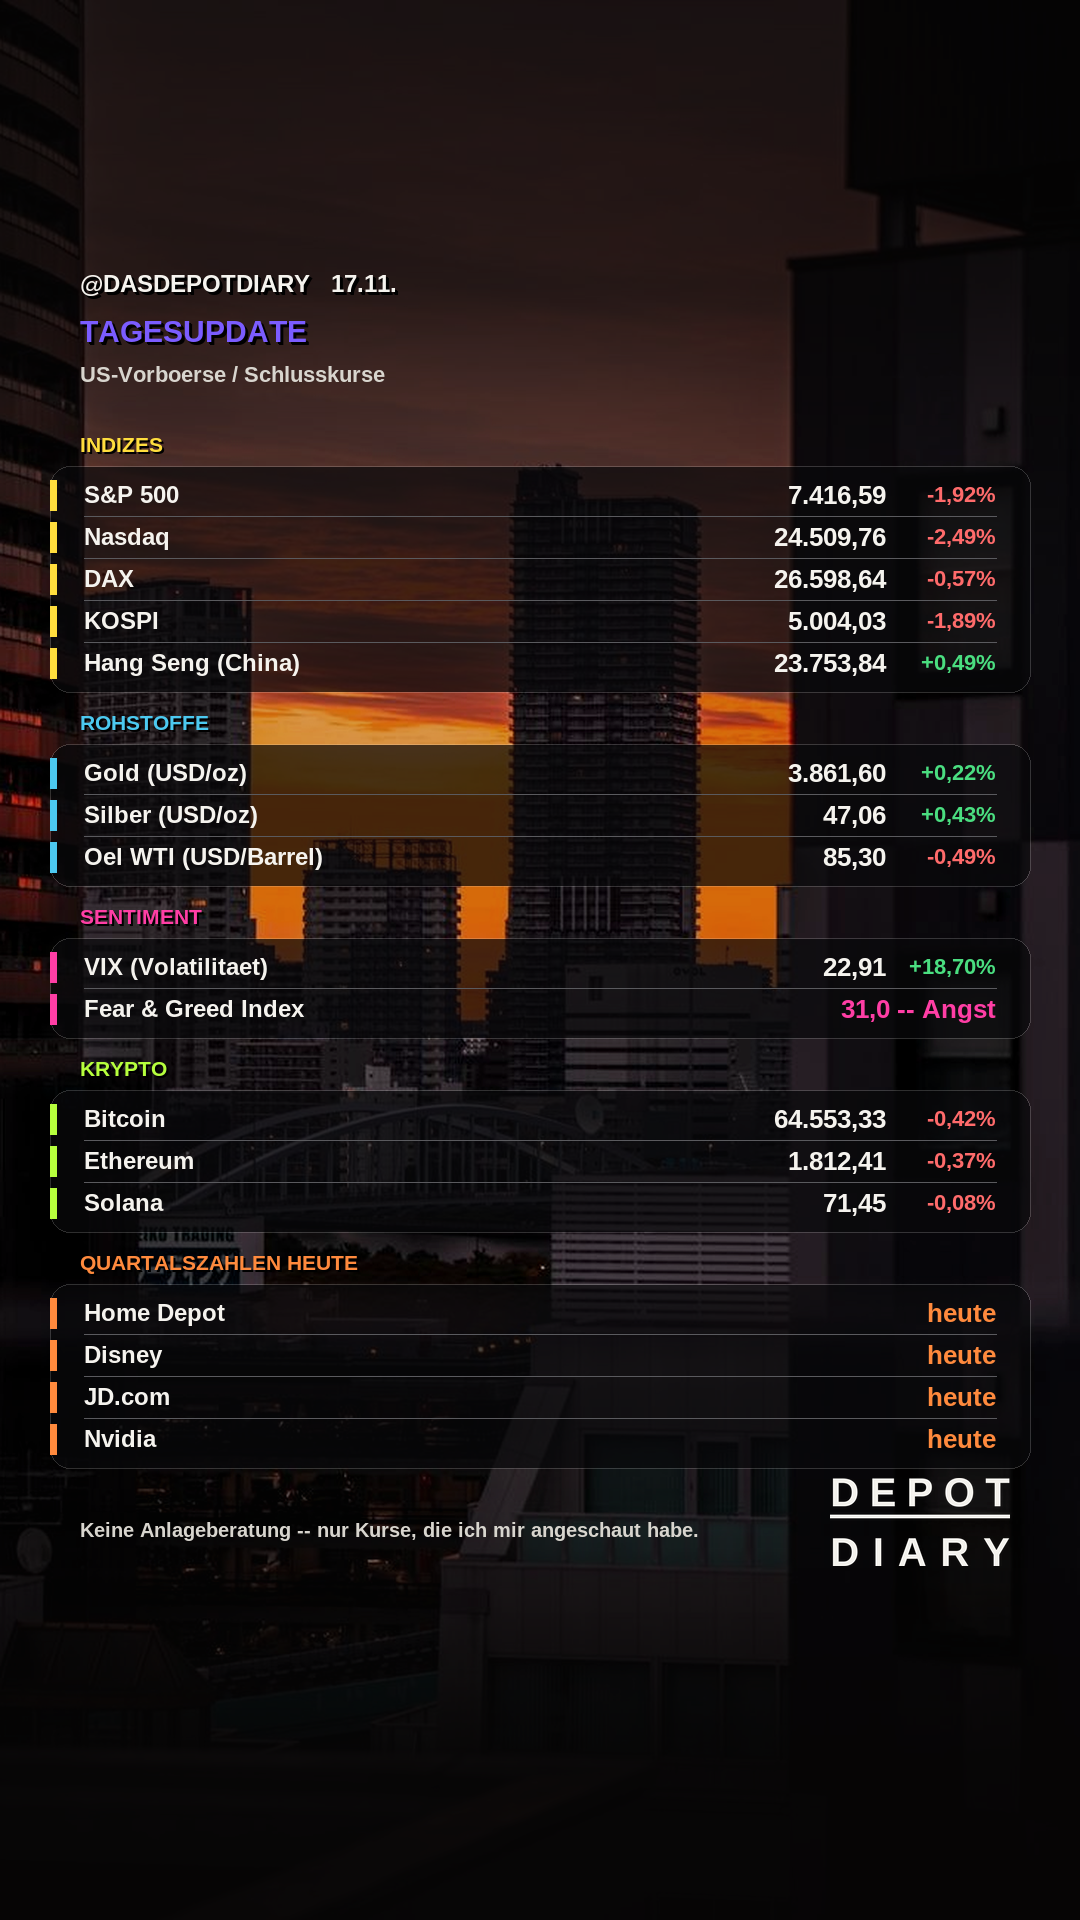 @DASDEPOTDIARY 17.11.
TAGESUPDATE
US-Vorboerse / Schlusskurse
INDIZES
S&P 500 7.416,59 -1,92%
Nasdaq 24.509,76 -2,49%
DAX 26.598,64 -0,57%
KOSPI 5.004,03 -1,89%
Hang Seng (China) 23.753,84 +0,49%
ROHSTOFFE
Gold (USD/oz) 3.861,60 +0,22%
Silber (USD/oz) 47,06 +0,43%
Oel WTI (USD/Barrel) 85,30 -0,49%
SENTIMENT
VIX (Volatilitaet) 22,91 +18,70%
Fear & Greed Index 31,0 -- Angst
KRYPTO
Bitcoin 64.553,33 -0,42%
Ethereum 1.812,41 -0,37%
Solana 71,45 -0,08%
EIKO TRADING
QUARTALSZAHLEN HEUTE
Home Depot heute
Disney heute
JD.com heute
Nvidia heute
DEPOT
DIARY
Keine Anlageberatung -- nur Kurse, die ich mir angeschaut habe.